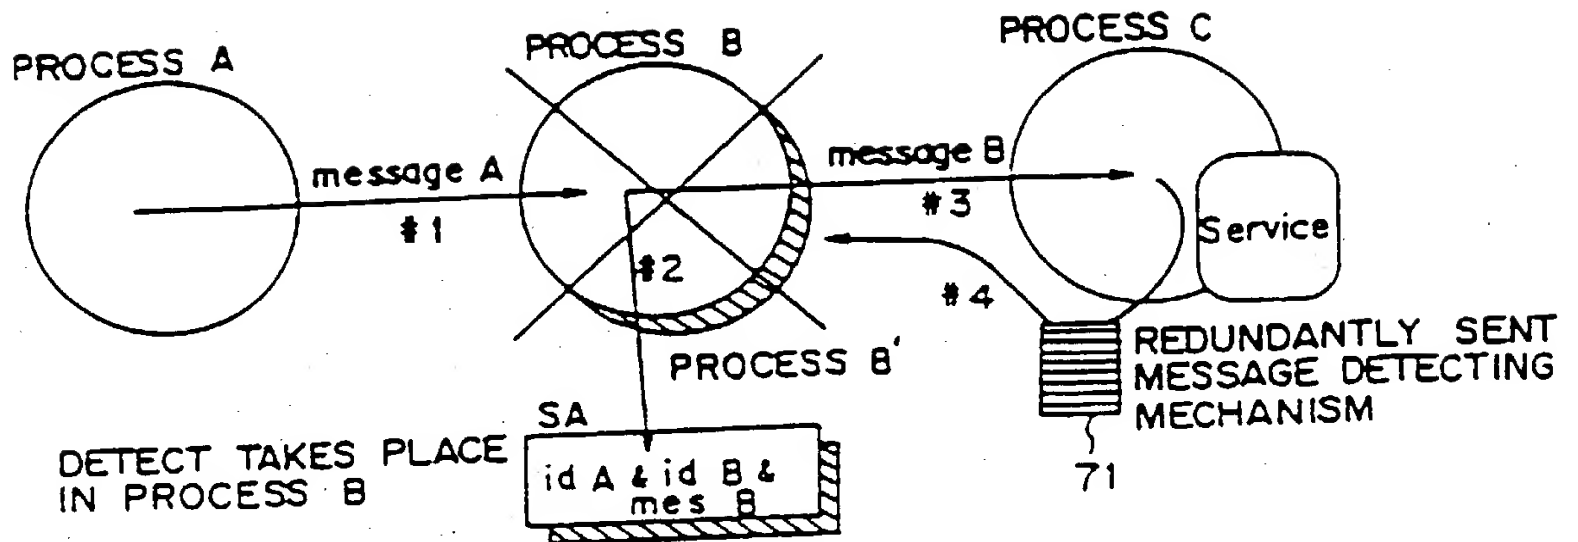 PROCESS A
PROCESS B
PROCESS C
message A
#1
message B
#3
Service
#2
#4
PROCESS B'
REDUNDANTLY SENT
MESSAGE DETECTING
MECHANISM
71
SA
DETECT TAKES PLACE
IN PROCESS B
id A & id B &
mes B